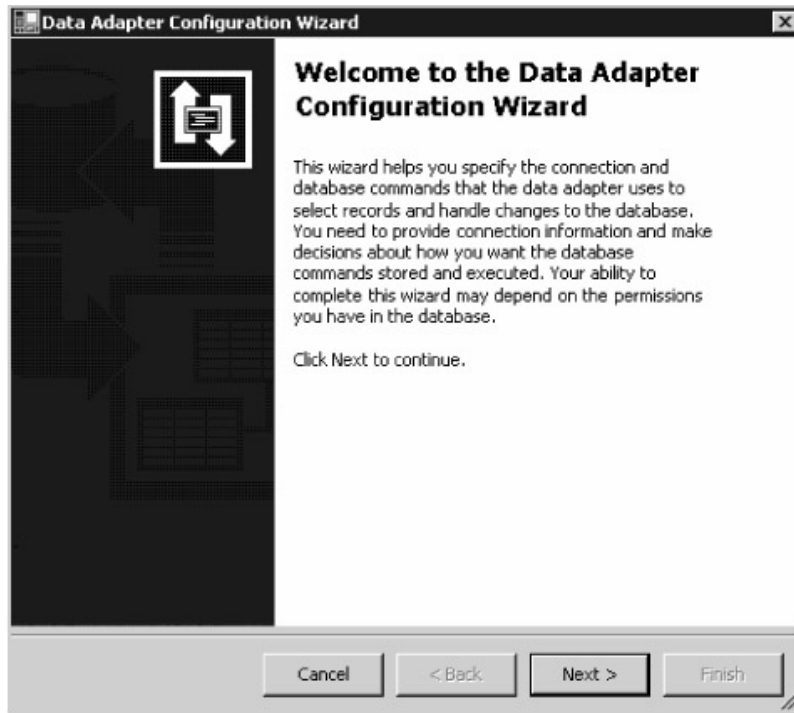 Data Adapter Configuration Wizard
Welcome to the Data Adapter
Configuration Wizard
This wizard helps you specify the connection and
database commands that the data adapter uses to
select records and handle changes to the database.
You need to provide connection information and make
decisions about how you want the database
commands stored and executed. Your ability to
complete this wizard may depend on the permissions
you have in the database.
Click Next to continue.
Cancel
< Back
Next >
Finish